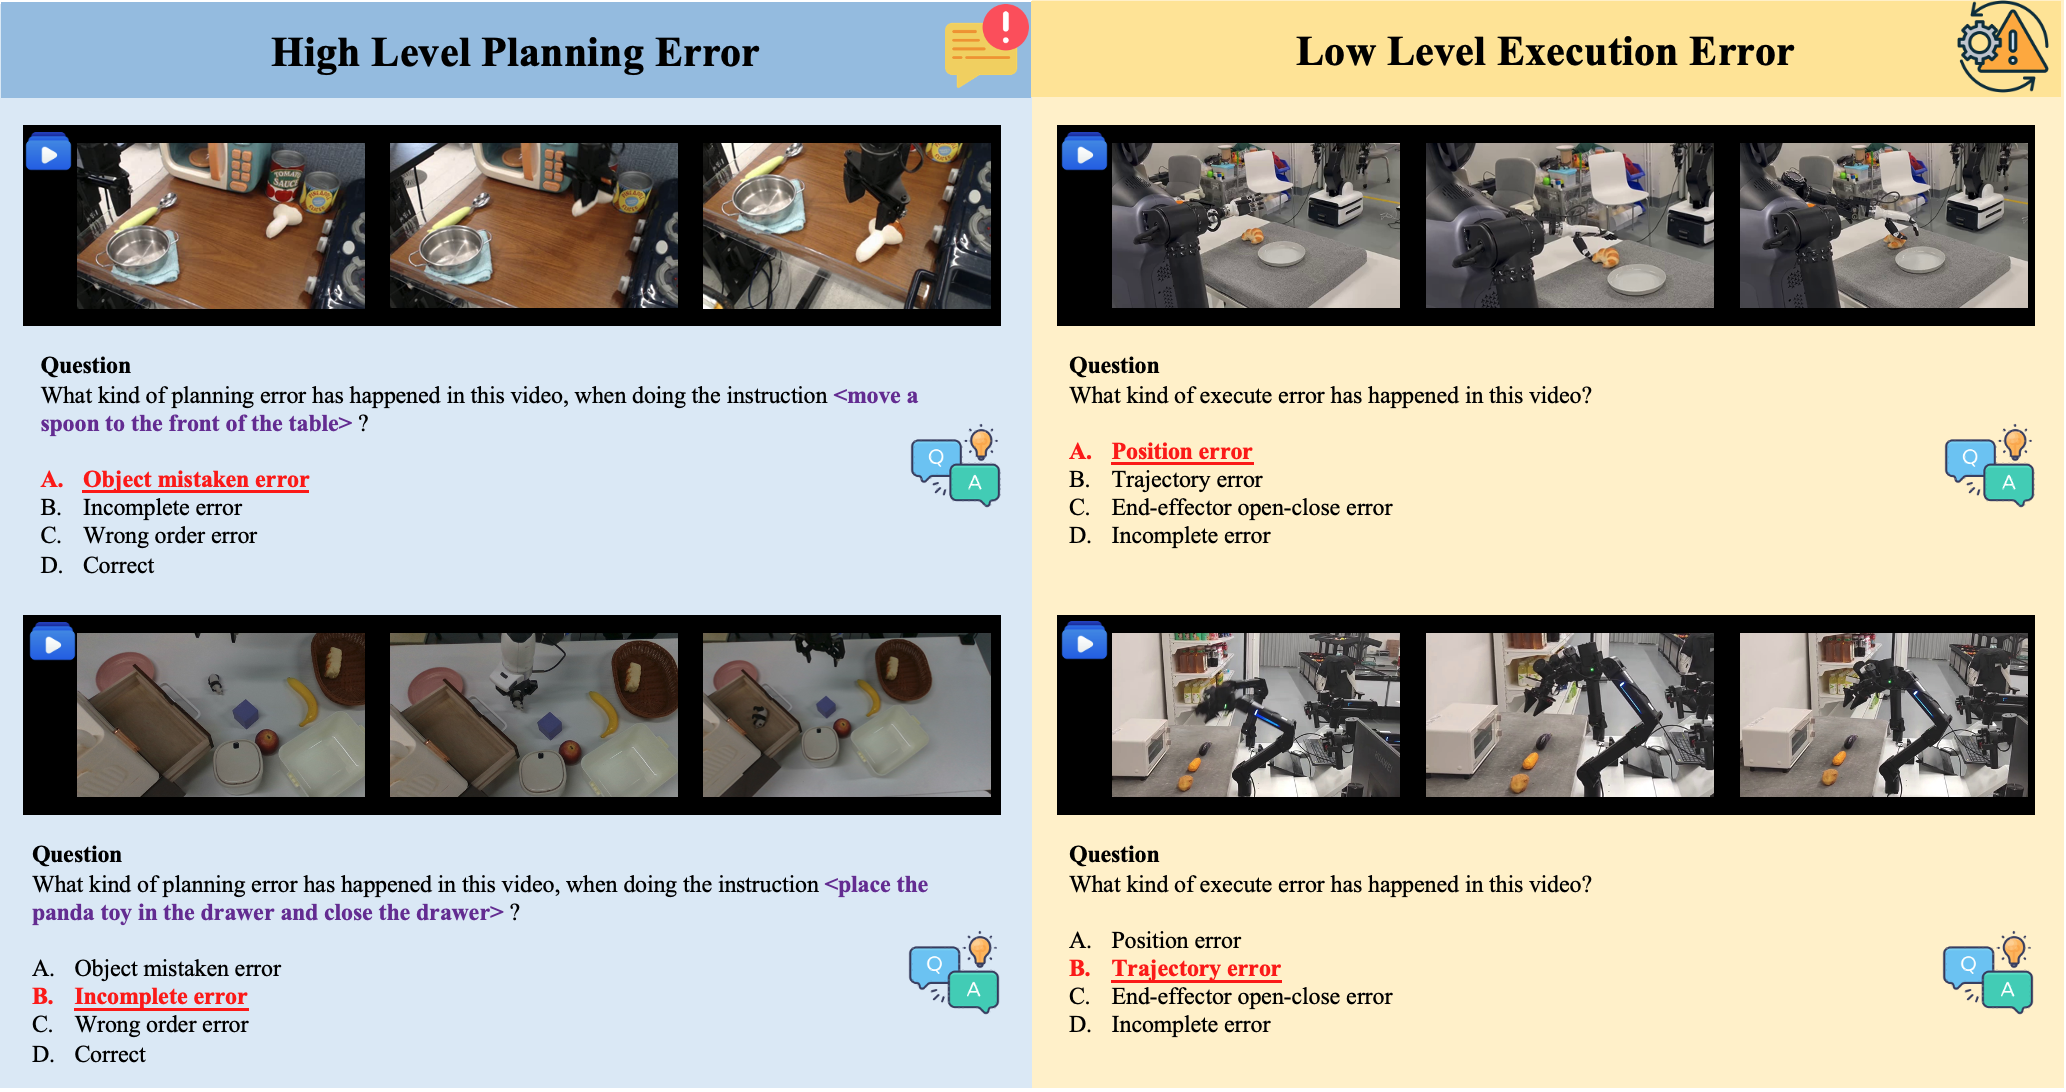 High Level Planning Error
TOMATO
SAUCE
Question
What kind of planning error has happened in this video, when doing the instruction <move a
spoon to the front of the table> ?
Q
A
A. Object mistaken error
B. Incomplete error
C. Wrong order error
D. Correct
Question
What kind of planning error has happened in this video, when doing the instruction <place the
panda toy in the drawer and close the drawer> ?
Q
A
A. Object mistaken error
B. Incomplete error
C. Wrong order error
D. Correct
Low Level Execution Error
Question
What kind of execute error has happened in this video?
Q
A
A. Position error
B. Trajectory error
C. End-effector open-close error
D. Incomplete error
Question
What kind of execute error has happened in this video?
Q
A
A. Position error
B. Trajectory error
C. End-effector open-close error
D. Incomplete error